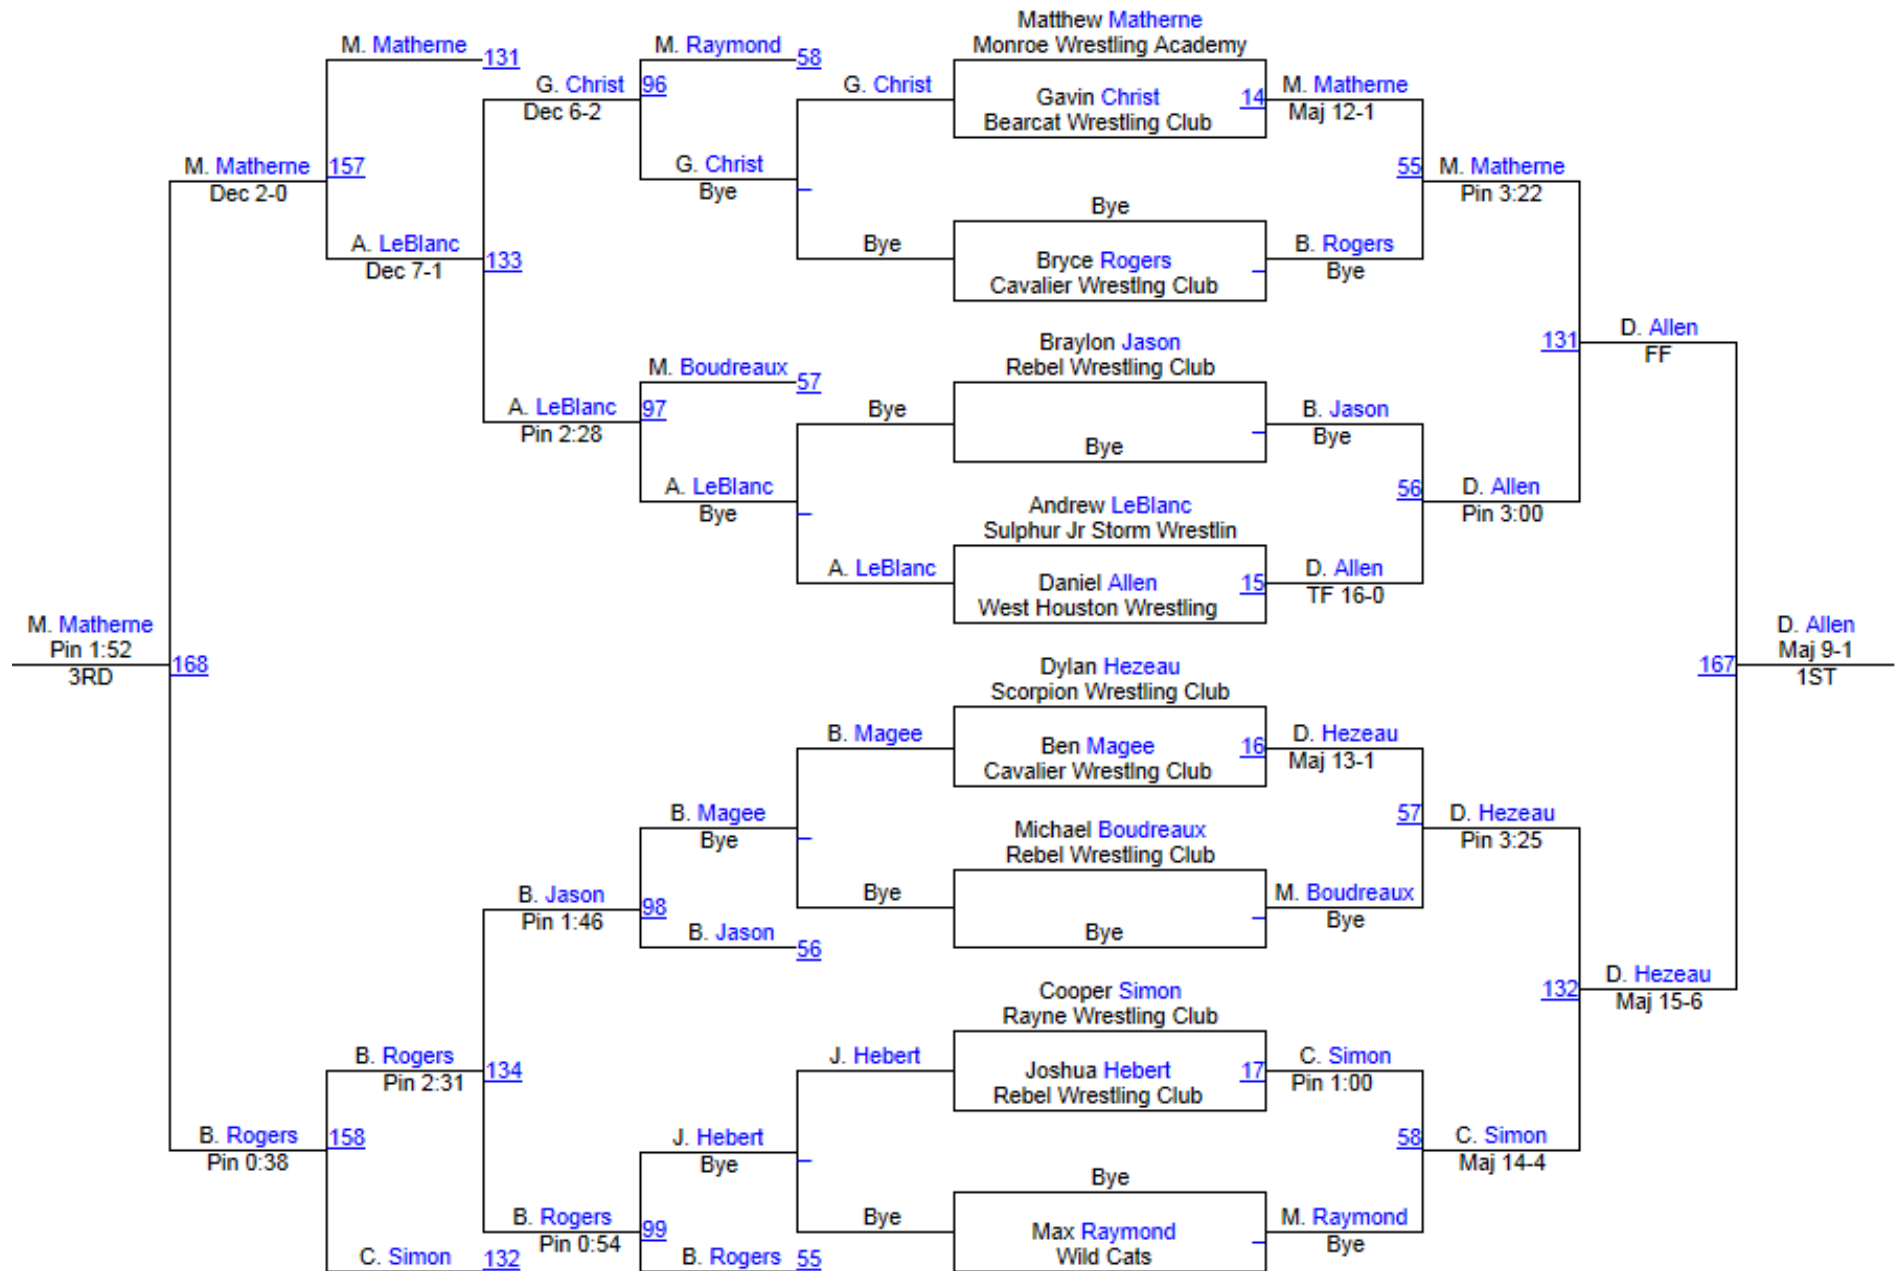 Matthew Matherne
M. Matherne 131
M. Raymond 58
Monroe Wrestling Academy
G. Christ 96
Dec 6-2
G. Christ
Gavin Christ 14
Bearcat Wrestling Club
M. Matherne
Maj 12-1
M. Matherne 157
Dec 2-0
G. Christ
Bye
55 M. Matherne
Pin 3:22
Bye
A. LeBlanc
Dec 7-1
133
Bye
Bryce Rogers
Cavalier Wrestlng Club
B. Rogers
Bye
Braylon Jason
Rebel Wrestling Club
131 D. Allen
FF
M. Boudreaux 57
A. LeBlanc 97
Pin 2:28
Bye
B. Jason
Bye
Bye
A. LeBlanc
Bye
56 D. Allen
Pin 3:00
Andrew LeBlanc
Sulphur Jr Storm Wrestlin
A. LeBlanc
Daniel Allen 15
West Houston Wrestling
D. Allen
TF 16-0
M. Matherne
Pin 1:52
3RD
168
D. Allen
Maj 9-1
1ST
167
Dylan Hezeau
Scorpion Wrestling Club
B. Magee
Ben Magee 16
Cavalier Wrestlng Club
D. Hezeau
Maj 13-1
B. Magee
Bye
57 D. Hezeau
Pin 3:25
Michael Boudreaux
Rebel Wrestling Club
B. Jason 98
Pin 1:46
B. Jason 56
Bye
Bye
M. Boudreaux
Bye
132 D. Hezeau
Maj 15-6
Cooper Simon
Rayne Wrestling Club
B. Rogers 134
Pin 2:31
J. Hebert
Joshua Hebert 17
Rebel Wrestling Club
C. Simon
Pin 1:00
B. Rogers 158
Pin 0:38
J. Hebert
Bye
58 C. Simon
Maj 14-4
Bye
B. Rogers 99
Pin 0:54
Bye
Max Raymond
Wild Cats
M. Raymond
Bye
C. Simon 132
B. Rogers 55